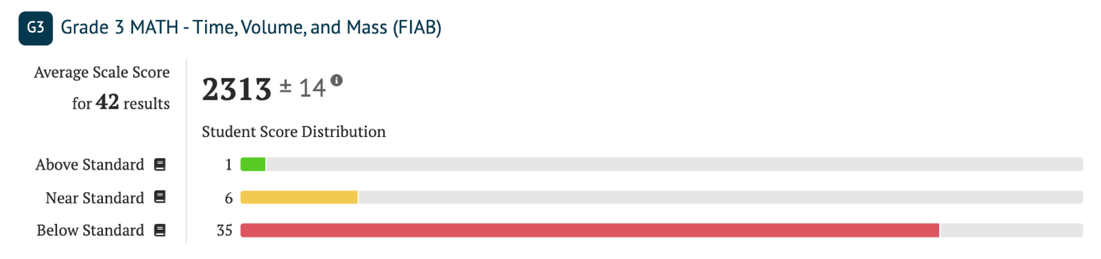 G3 Grade 3 MATH - Time, Volume, and Mass (FIAB)
Average Scale Score
for 42 results
2313 ± 14
Student Score Distribution
Above Standard 1
Near Standard 6
Below Standard 35